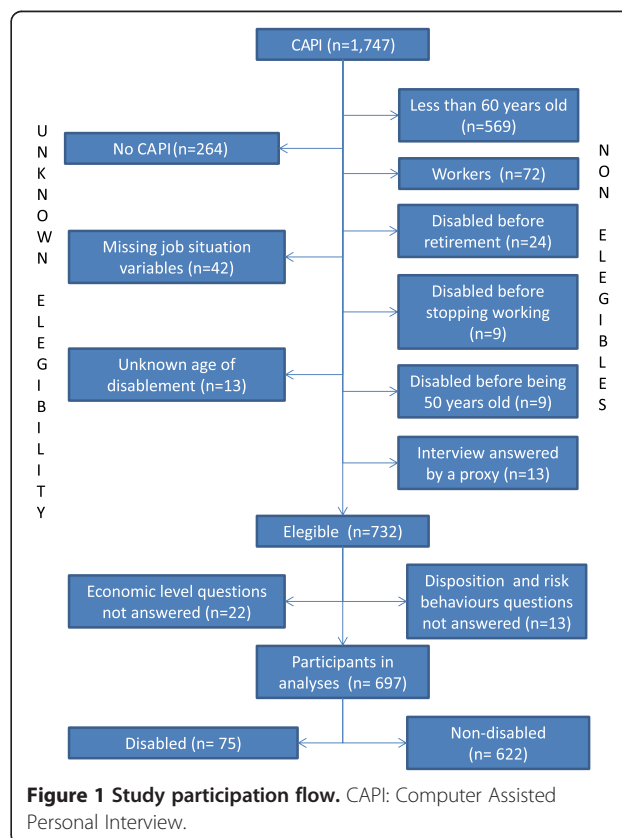 CAPI (n=1,747)
Less than 60 years old
(n=569)
No CAPI (n=264)
Workers (n=72)
Disabled before
retirement (n=24)
Missing job situation
variables (n=42)
Disabled before
stopping working
(n=9)
Unknown age of
disablement (n=13)
Disabled before being
50 years old (n=9)
Interview answered
by a proxy (n=13)
UNKNOWN ELEGIBILITY
NON ELEGIBLES
Elegible (n=732)
Economic level questions
not answered (n=22)
Disposition and risk
behaviours questions
not answered (n=13)
Participants in
analyses (n= 697)
Disabled (n= 75)
Non-disabled
(n= 622)
Figure 1 Study participation flow. CAPI: Computer Assisted
Personal Interview.